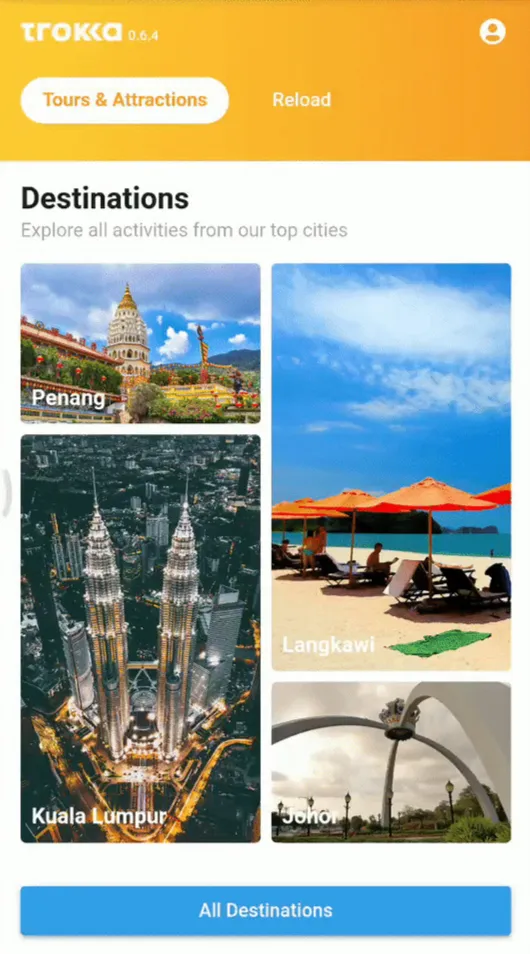 trokka 0.6.4
Tours & Attractions
Reload
Destinations
Explore all activities from our top cities
Penang
Langkawi
Kuala Lumpur
Johor
All Destinations